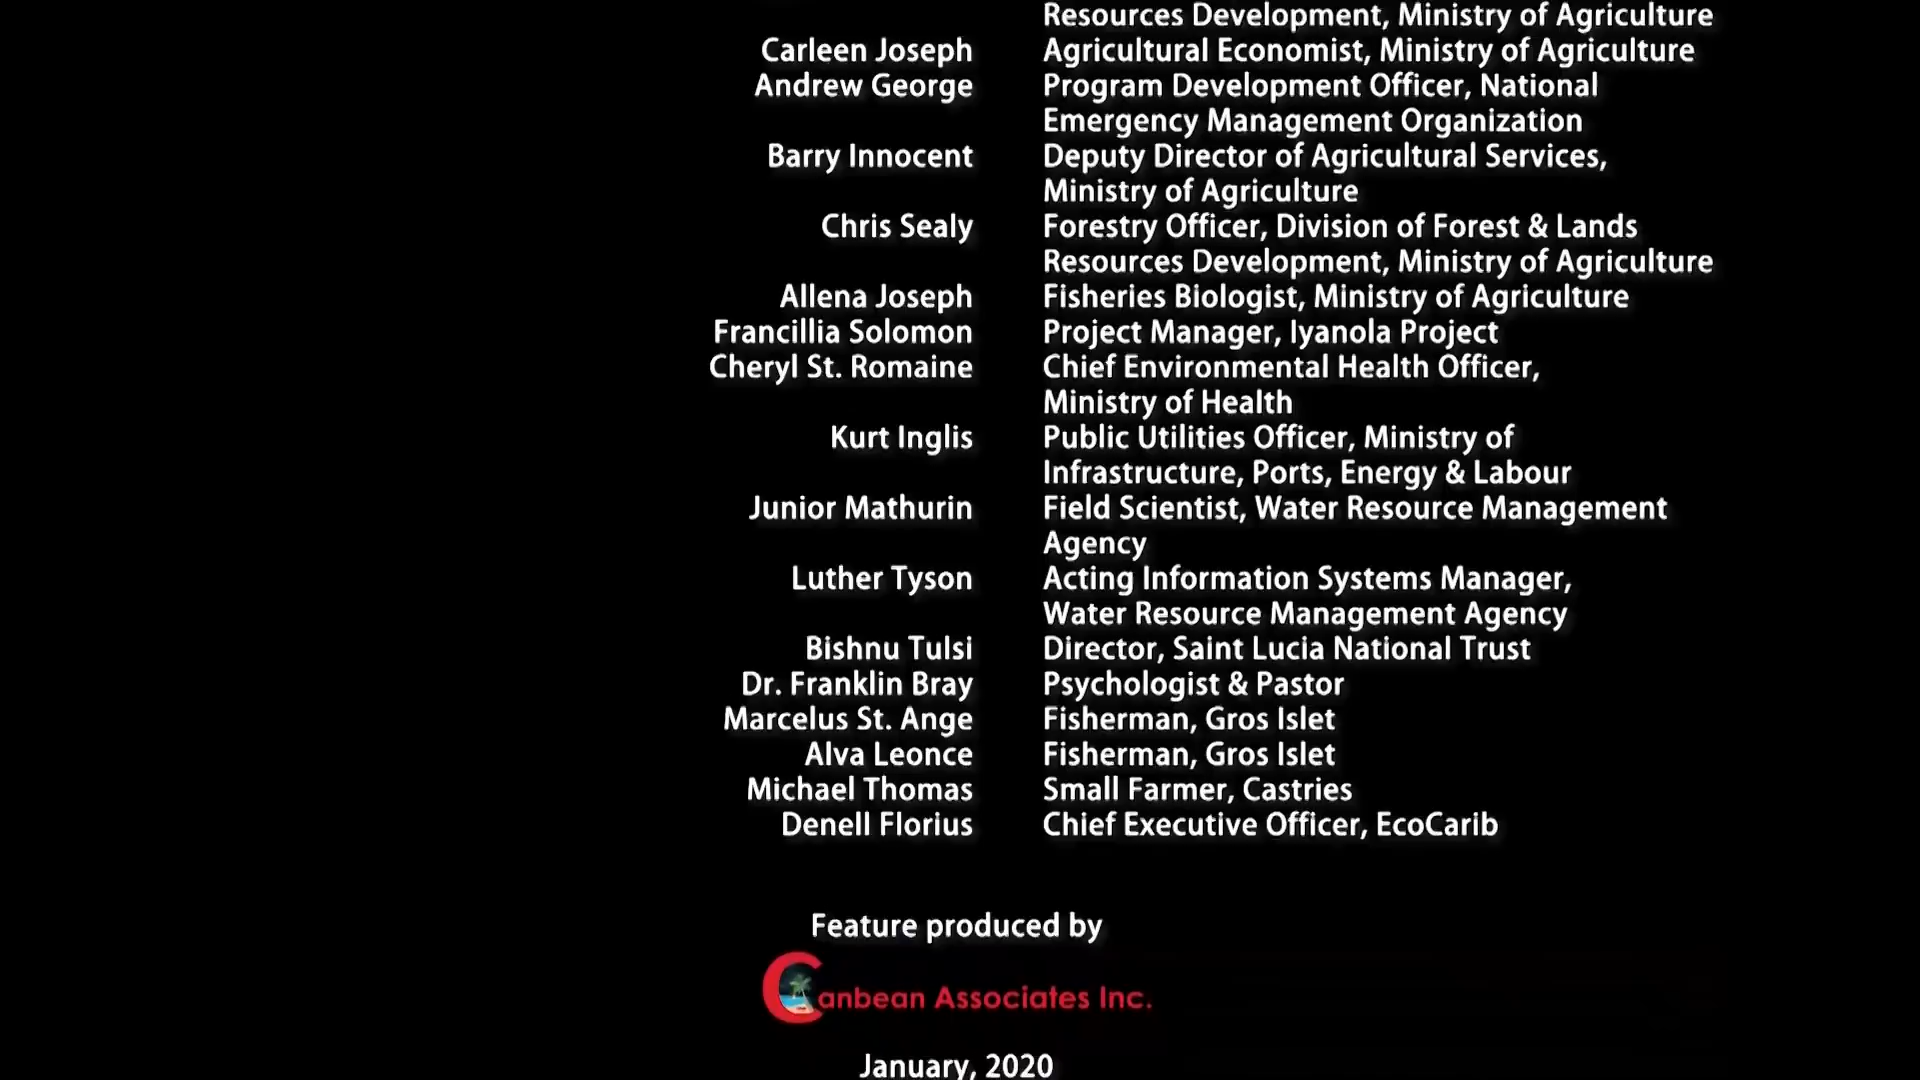 Resources Development, Ministry of Agriculture
Carleen Joseph Agricultural Economist, Ministry of Agriculture
Andrew George Program Development Officer, National
Emergency Management Organization
Barry Innocent Deputy Director of Agricultural Services,
Ministry of Agriculture
Chris Sealy Forestry Officer, Division of Forest & Lands
Resources Development, Ministry of Agriculture
Allena Joseph Fisheries Biologist, Ministry of Agriculture
Francillia Solomon Project Manager, Iyanola Project
Cheryl St. Romaine Chief Environmental Health Officer,
Ministry of Health
Kurt Inglis Public Utilities Officer, Ministry of
Infrastructure, Ports, Energy & Labour
Junior Mathurin Field Scientist, Water Resource Management
Agency
Luther Tyson Acting Information Systems Manager,
Water Resource Management Agency
Bishnu Tulsi Director, Saint Lucia National Trust
Dr. Franklin Bray Psychologist & Pastor
Marcelus St. Ange Fisherman, Gros Islet
Alva Leonce Fisherman, Gros Islet
Michael Thomas Small Farmer, Castries
Denell Florius Chief Executive Officer, EcoCarib
Feature produced by
Canbean Associates Inc.
January, 2020